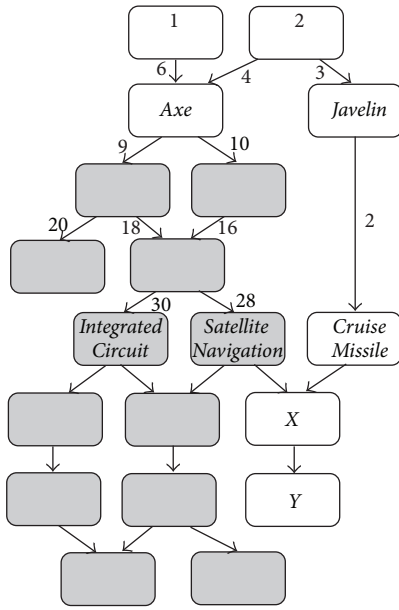 1
2
6
4
3
Axe
Javelin
9
10
20
18
16
2
30
28
Integrated
Circuit
Satellite
Navigation
Cruise
Missile
X
Y